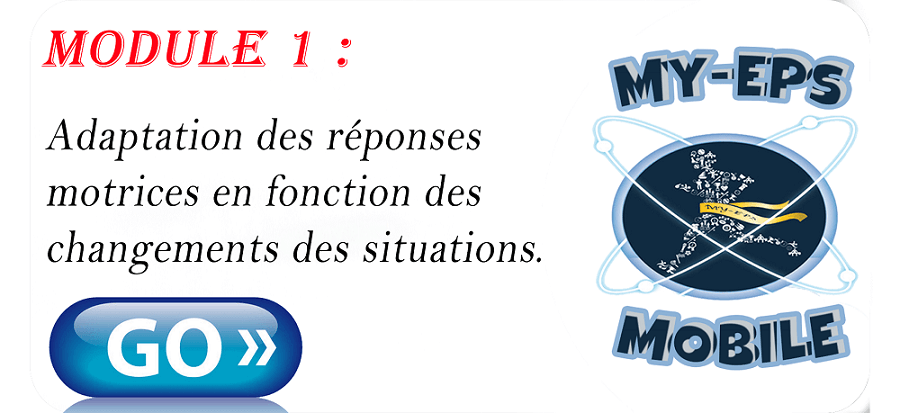 MODULE 1 :
Adaptation des réponses
motrices en fonction des
changements des situations.
GO »
MY-EPS
MY-EPS
MOBILE